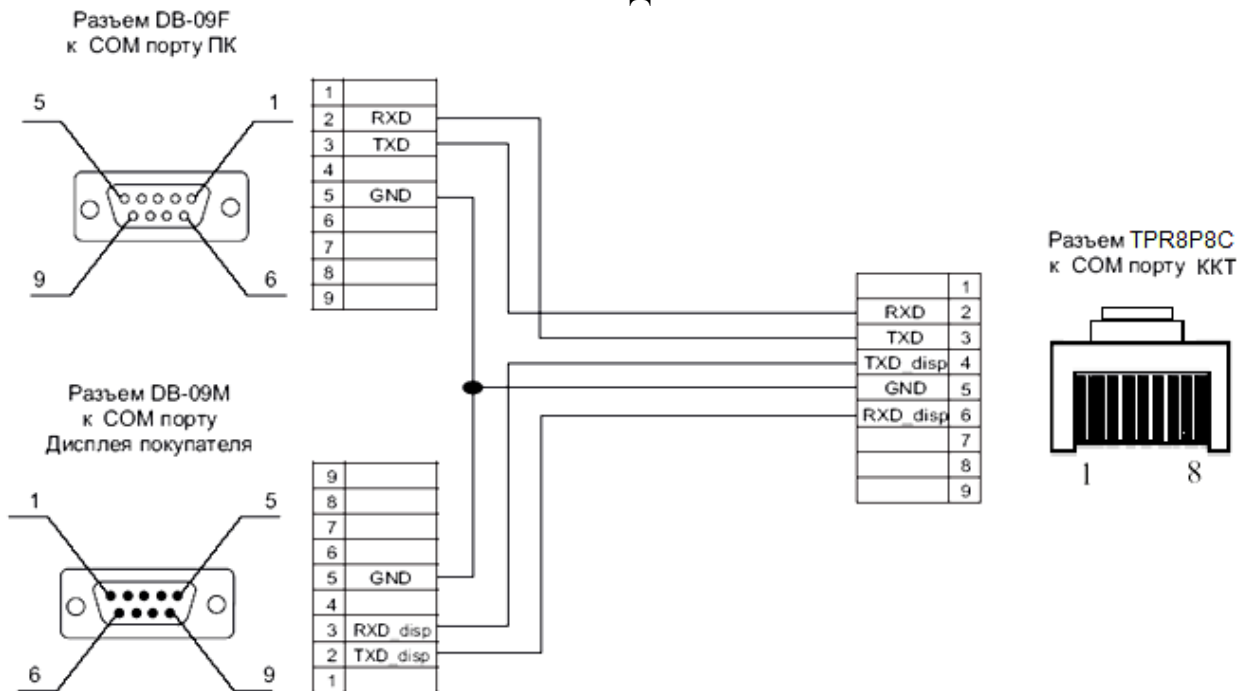 Разъем DB-09F
к COM порту ПК
5
1
9
6
1
2 RXD
3 TXD
4
5 GND
6
7
8
9
Разъем DB-09M
к COM порту
Дисплея покупателя
1
5
6
9
9
8
7
6
5 GND
4
3 RXD_disp
2 TXD_disp
1
1
RXD 2
TXD 3
TXD_disp 4
GND 5
RXD_disp 6
7
8
9
Разъем TPR8P8C
к COM порту ККТ
1
8